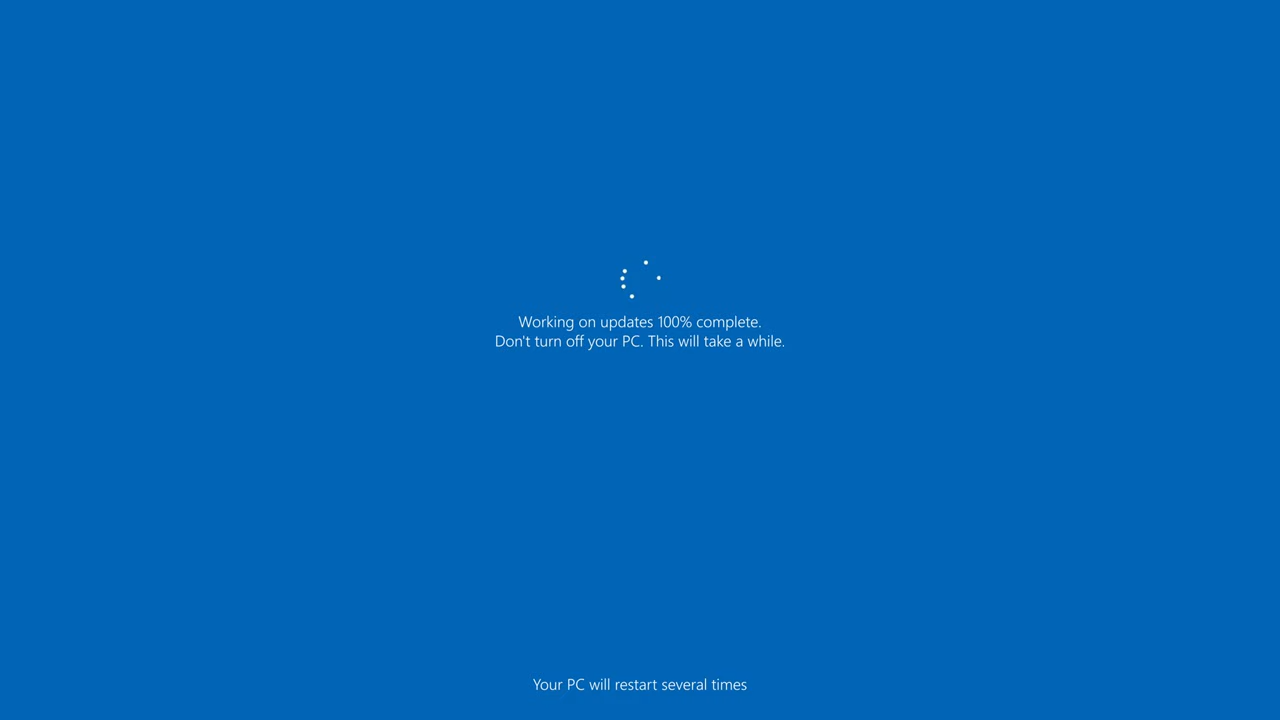 Working on updates 100% complete.
Don't turn off your PC. This will take a while.
Your PC will restart several times